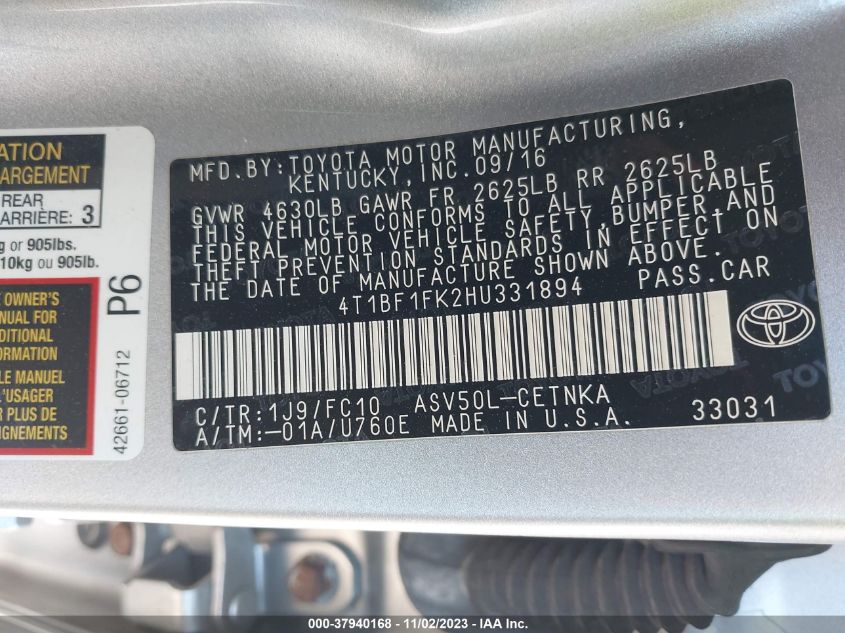 ATION
ARGEMENT
REAR
ARRIÈRE: 3
g or 905lbs.
10kg ou 905lb.
OWNER'S
ANUAL FOR
DITIONAL
FORMATION
LE MANUEL
L'USAGER
R PLUS DE
IGNEMENTS
P6
42661-06712
MFD.BY:TOYOTA MOTOR MANUFACTURING,
KENTUCKY, INC.09/16
GVWR 4630LB GAWR FR 2625LB RR 2625LB
THIS VEHICLE CONFORMS TO ALL APPLICABLE
FEDERAL MOTOR VEHICLE SAFETY,BUMPER,AND
THEFT PREVENTION STANDARDS IN EFFECT ON
THE DATE OF MANUFACTURE SHOWN ABOVE.
4T1BF1FK2HU331894 PASS.CAR
C/TR:1J9/FC10 ASV50L-CETNKA
A/TM:-01A/U760E MADE IN U.S.A. 33031
TOYOTA
000-37940168 - 11/02/2023 - IAA Inc.